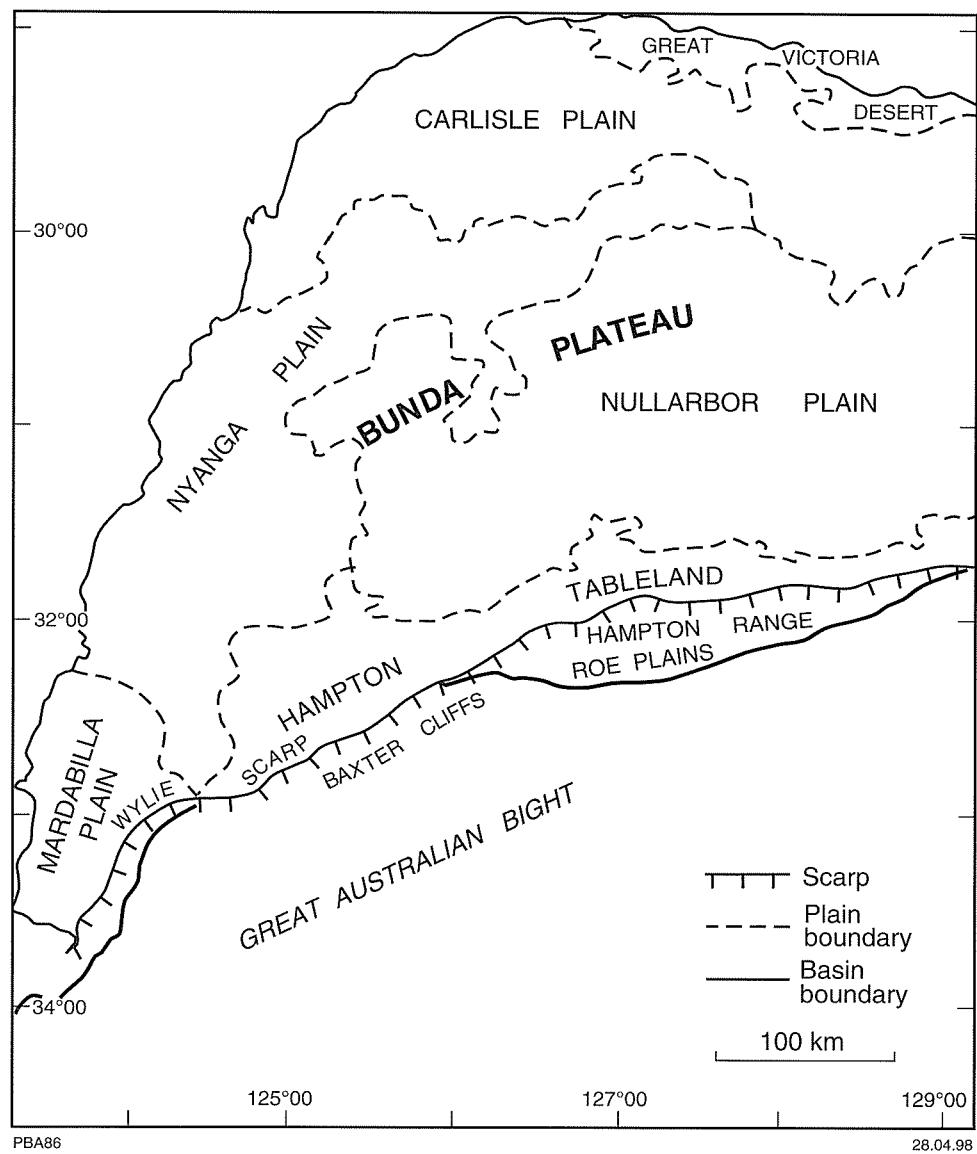 GREAT
VICTORIA
DESERT
CARLISLE PLAIN
30°00
PLAIN
NYANGA
BUNDA
PLATEAU
NULLARBOR PLAIN
32°00
TABLELAND
HAMPTON
HAMPTON RANGE
ROE PLAINS
SCARP
WYLIE
BAXTER
CLIFFS
MARDABILLA
PLAIN
GREAT AUSTRALIAN BIGHT
Scarp
Plain
boundary
Basin
boundary
34°00
100 km
125°00
127°00
129°00
PBA86
28.04.98